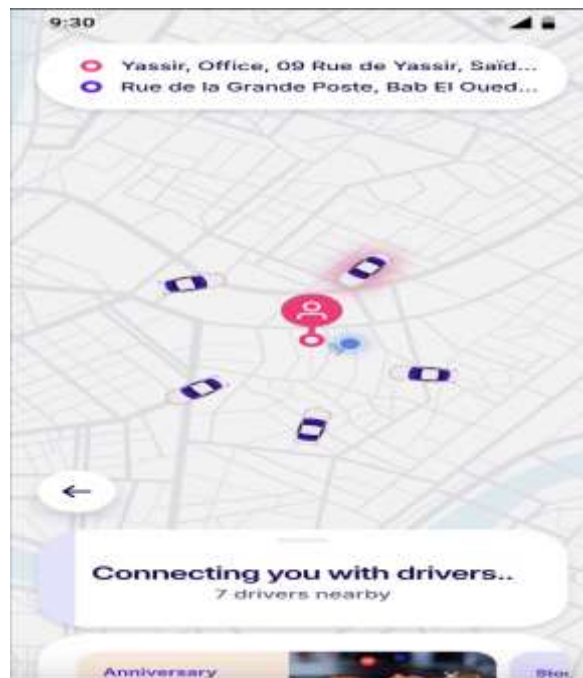 9:30
Yassir, Office, 09 Rue de Yassir, Saïd...
Rue de la Grande Poste, Bab El Oued...
Connecting you with drivers..
7 drivers nearby
Anniversary